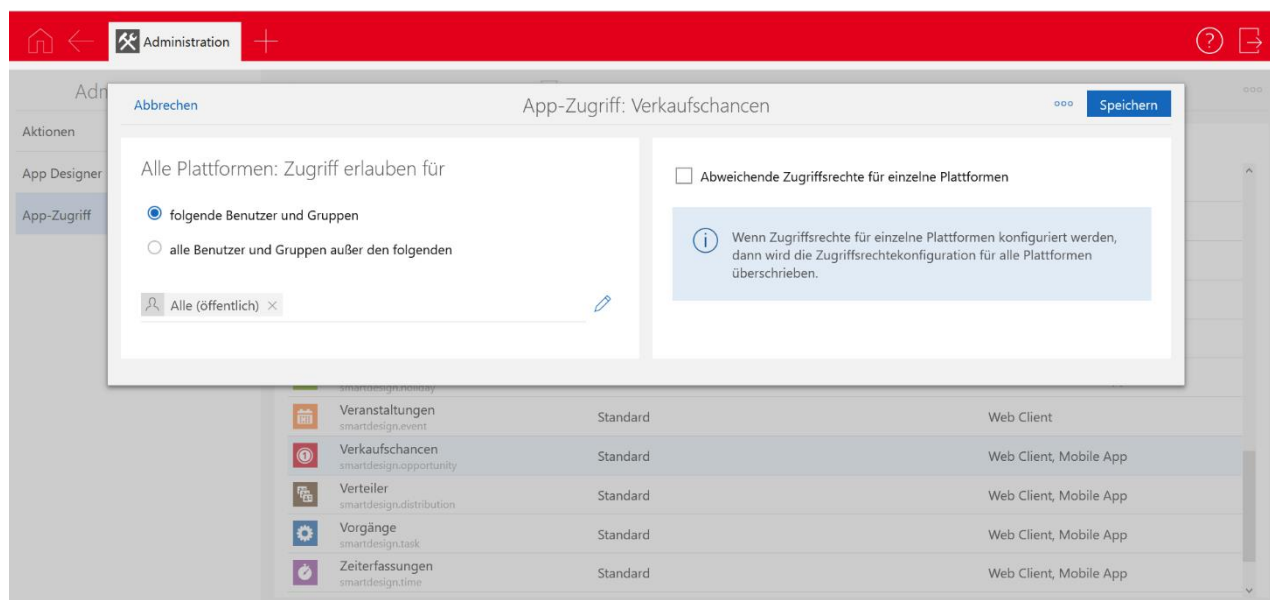 Administration
Adn
Abbrechen
App-Zugriff: Verkaufschancen
Speichern
Aktionen
App Designer
App-Zugriff
Alle Plattformen: Zugriff erlauben für
folgende Benutzer und Gruppen
alle Benutzer und Gruppen außer den folgenden
Alle (öffentlich)
Abweichende Zugriffsrechte für einzelne Plattformen
Wenn Zugriffsrechte für einzelne Plattformen konfiguriert werden,
dann wird die Zugriffsrechtekonfiguration für alle Plattformen
überschrieben.
smartdesign.holiday
Veranstaltungen
smartdesign.event
Standard
Web Client
Verkaufschancen
smartdesign.opportunity
Standard
Web Client, Mobile App
Verteiler
smartdesign.distribution
Standard
Web Client, Mobile App
Vorgänge
smartdesign.task
Standard
Web Client, Mobile App
Zeiterfassungen
smartdesign.time
Standard
Web Client, Mobile App